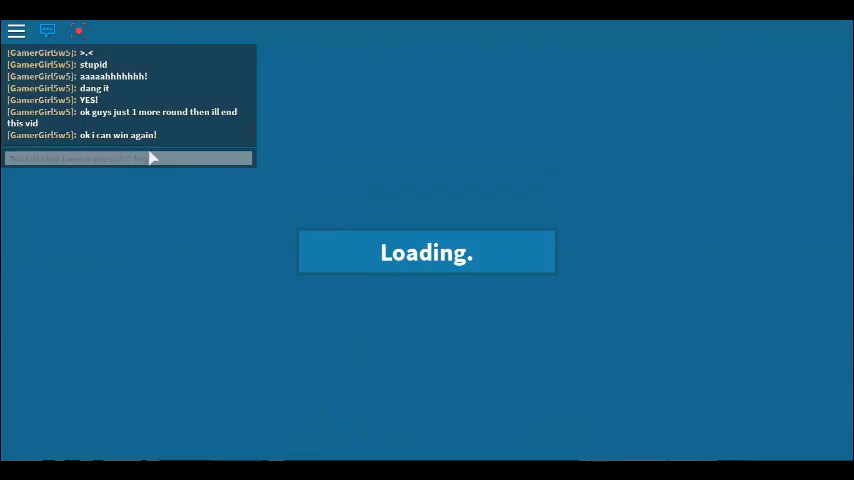 [GamerGirl5w5]: >.<
[GamerGirl5w5]: stupid
[GamerGirl5w5]: aaaaahhhhhhh!
[GamerGirl5w5]: dang it
[GamerGirl5w5]: YES!
[GamerGirl5w5]: ok guys just 1 more round then ill end
this vid
[GamerGirl5w5]: ok i can win again!
Loading.